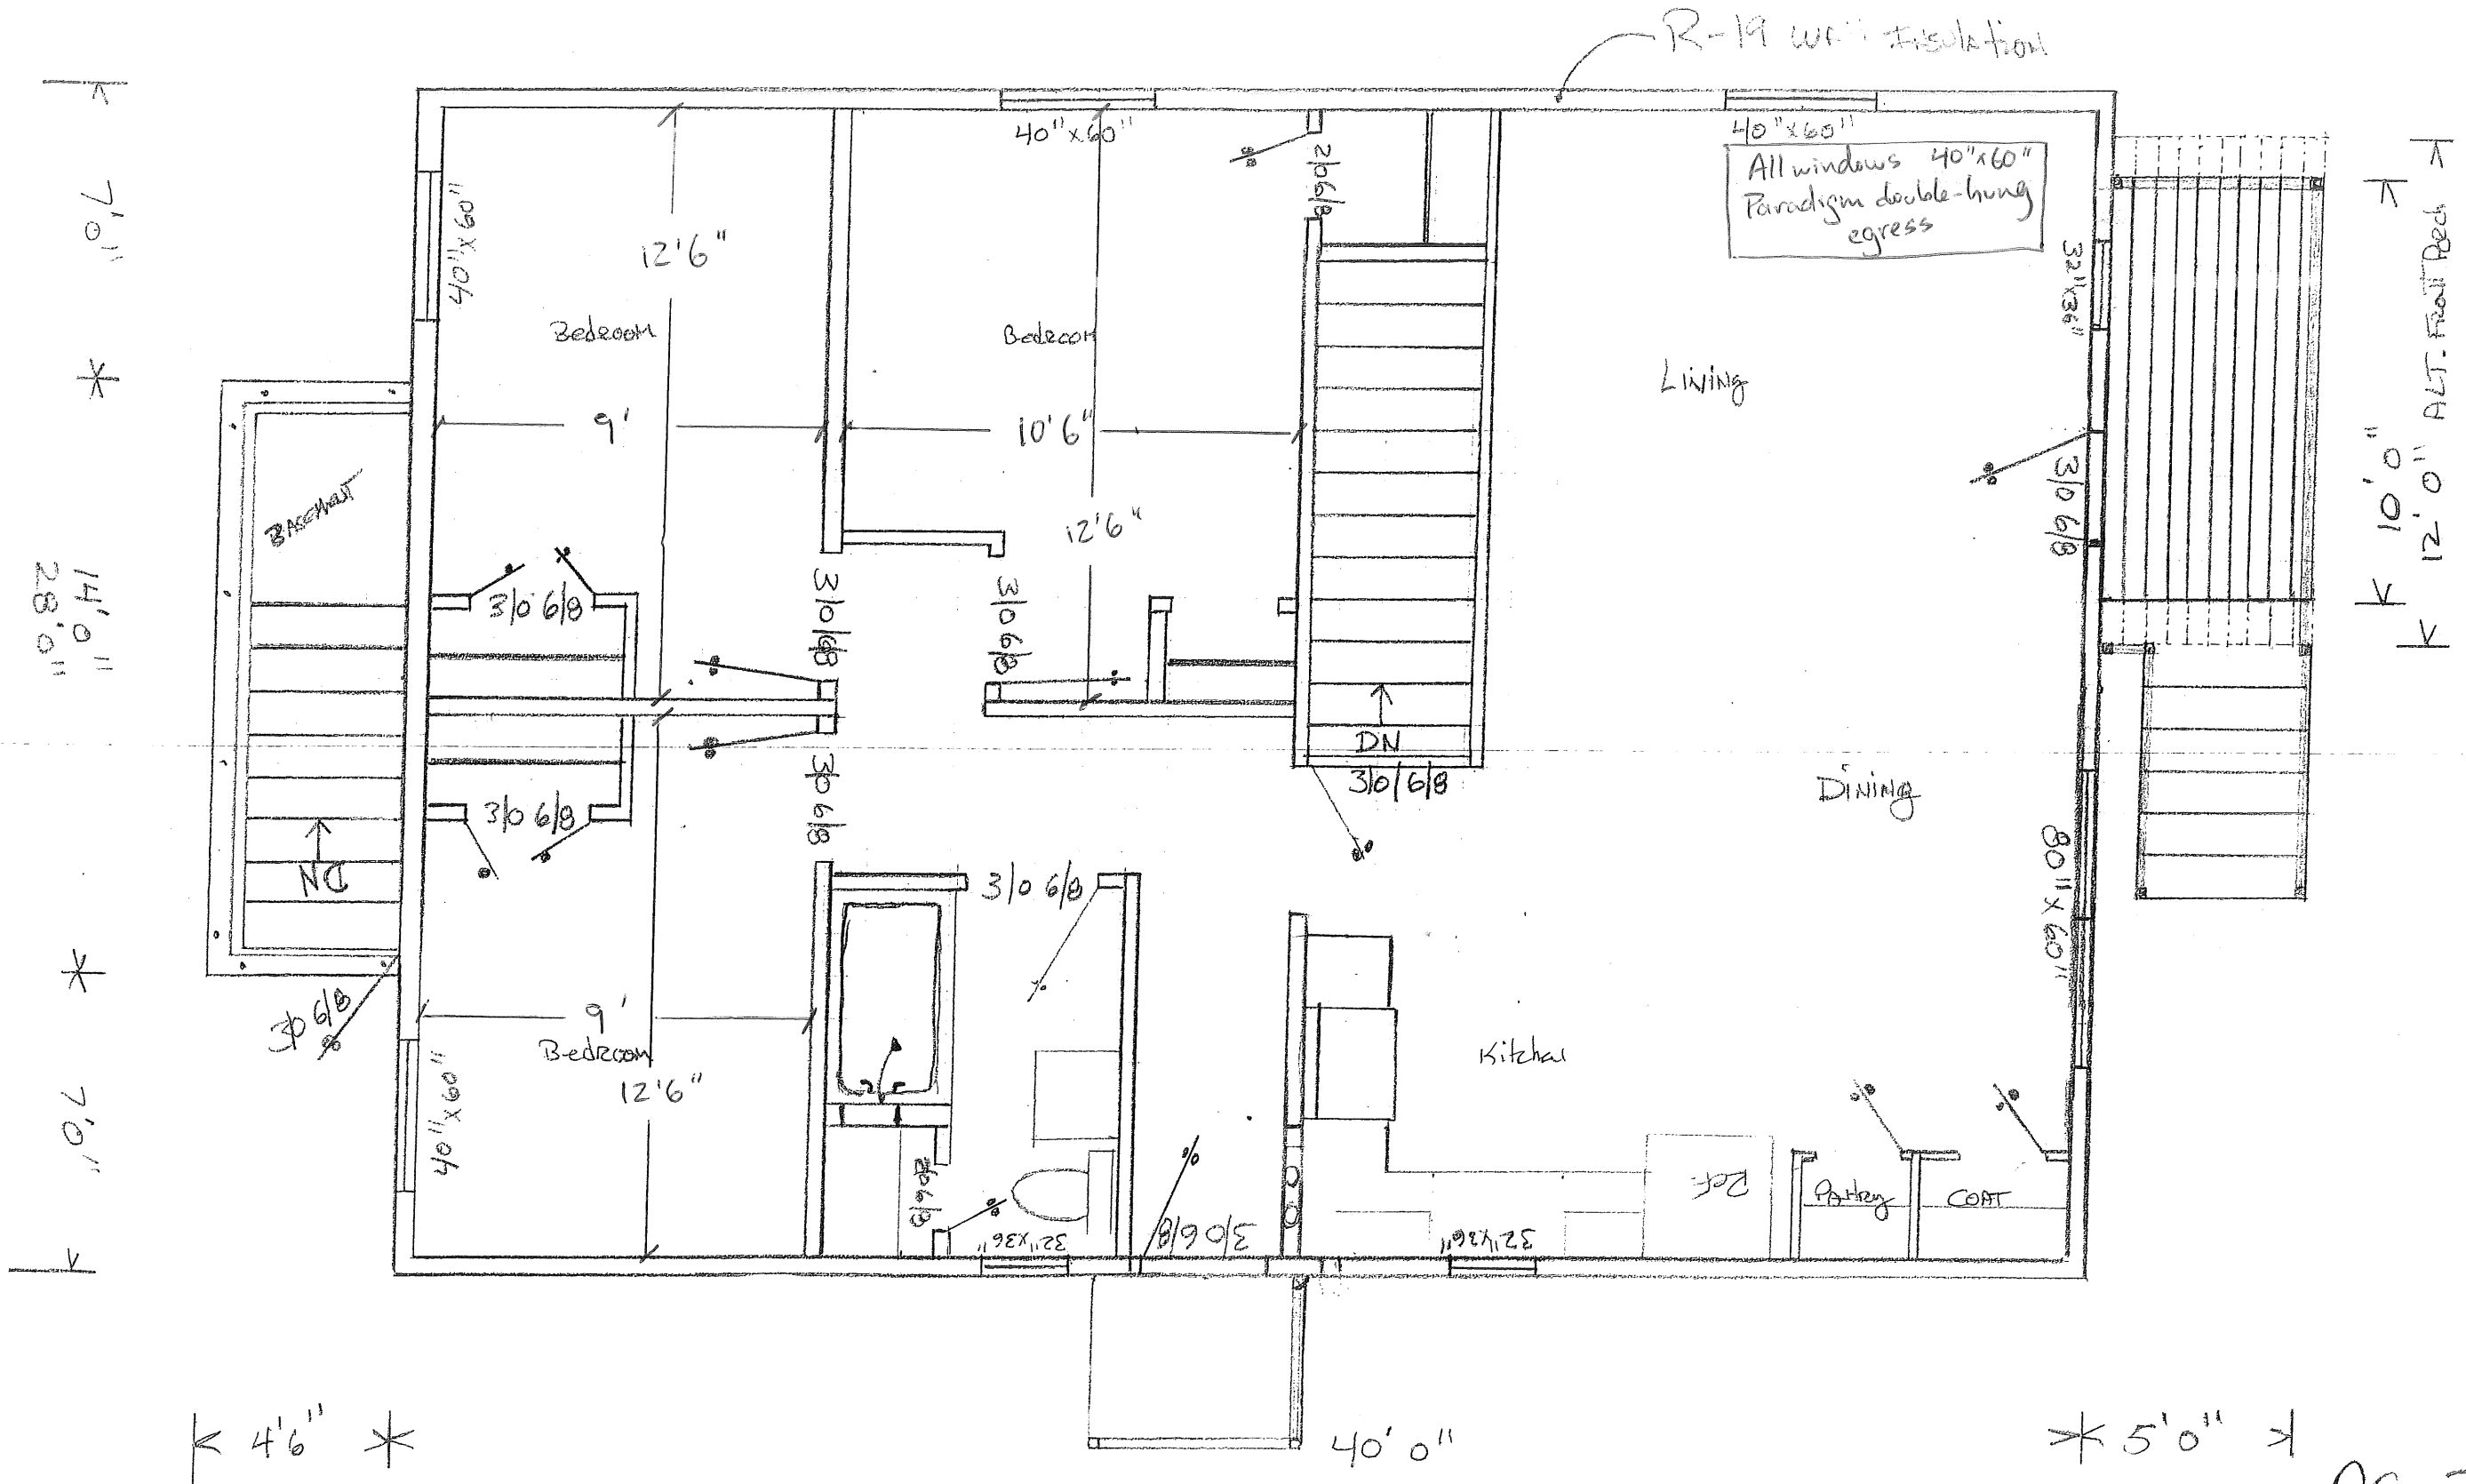 R-19 Wall Insulation
40"x60"
40"x60"
All windows 40"x60"
Paradigm double-hung
egress
2/0 6/8
7'0"
40"x60"
12'6"
32"x36"
ALT. Front Deck
Bedroom
Bedroom
Living
9'
10'6"
10'0"
12'0"
3/0 6/8
Basement
12'6"
14'0"
28'0"
3/0 6/8
3/0 6/8
3/0 6/8
DN
3/0/6/8
Dining
3/0 6/8
3/0 6/8
DN
3/0 6/8
80"x60"
3/0 6/8
9'
Bedroom
Kitchen
12'6"
40"x60"
7'0"
2/0 6/8
Ref.
Pantry
COAT
32"x36"
3/0 6/8
32"x36"
4'6"
40'0"
5'0"